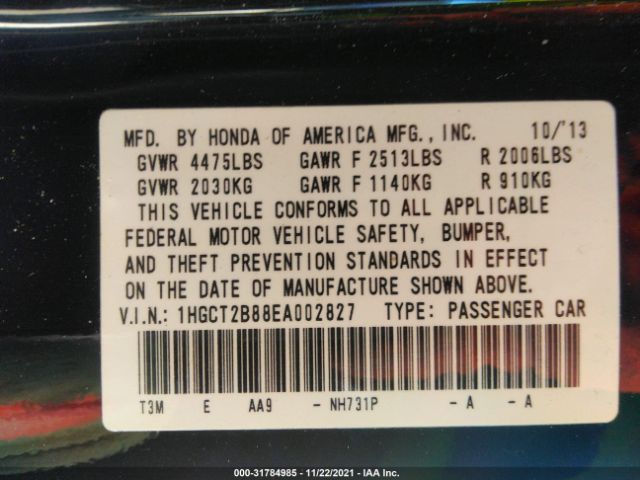 MFD. BY HONDA OF AMERICA MFG., INC. 10/'13
GVWR 4475LBS GAWR F 2513LBS R 2006LBS
GVWR 2030KG GAWR F 1140KG R 910KG
THIS VEHICLE CONFORMS TO ALL APPLICABLE
FEDERAL MOTOR VEHICLE SAFETY, BUMPER,
AND THEFT PREVENTION STANDARDS IN EFFECT
ON THE DATE OF MANUFACTURE SHOWN ABOVE.
V.I.N.: 1HGCT2B88EA002827 TYPE: PASSENGER CAR
T3M E AA9 - NH731P - A - A
000-31784985 - 11/22/2021 - IAA Inc.